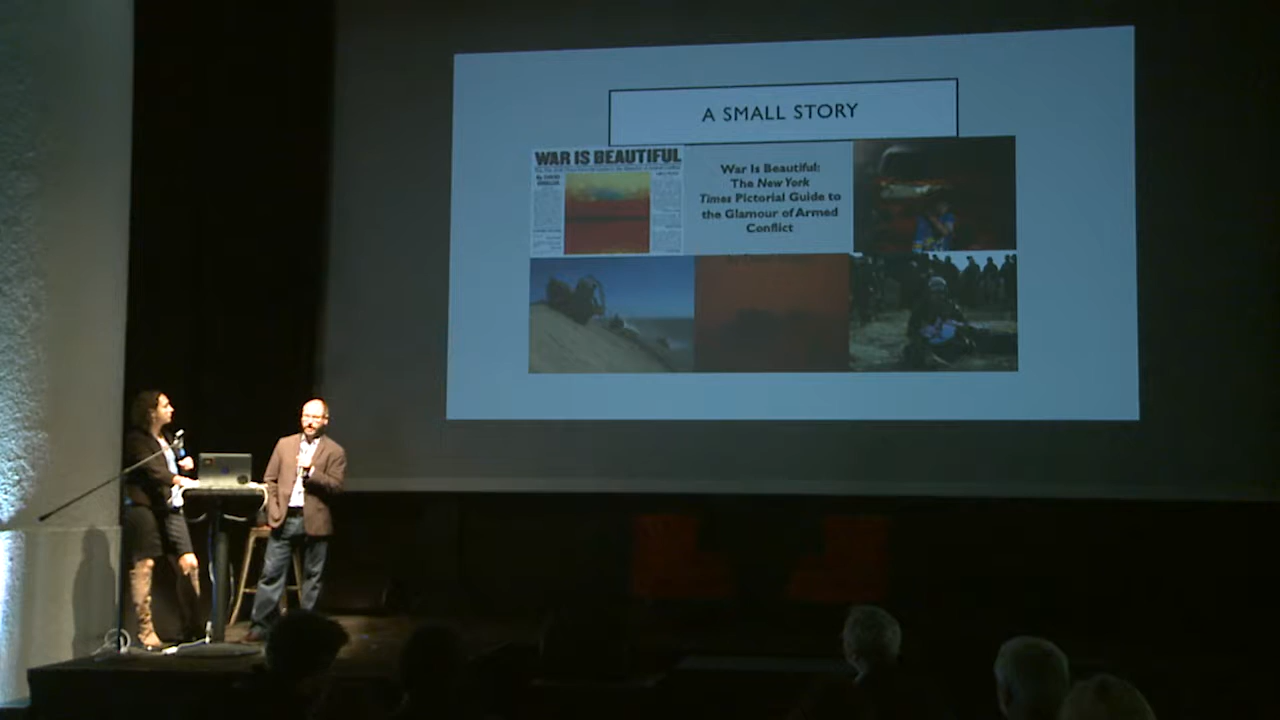 A SMALL STORY
WAR IS BEAUTIFUL
War Is Beautiful:
The New York
Times Pictorial Guide to
the Glamour of Armed
Conflict